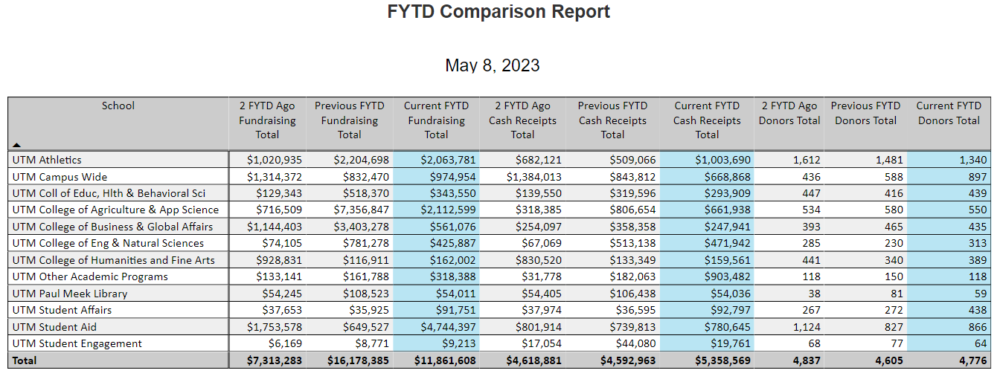 FYTD Comparison Report
May 8, 2023
School 2 FYTD Ago Previous FYTD Current FYTD 2 FYTD Ago Previous FYTD Current FYTD 2 FYTD Ago Previous FYTD Current FYTD
Fundraising Fundraising Fundraising Cash Receipts Cash Receipts Cash Receipts Donors Total Donors Total Donors Total
Total Total Total Total Total Total
UTM Athletics $1,020,935 $2,204,698 $2,063,781 $682,121 $509,066 $1,003,690 1,612 1,481 1,340
UTM Campus Wide $1,314,372 $832,470 $974,954 $1,384,013 $843,812 $668,868 436 588 897
UTM Coll of Educ, Hlth & Behavioral Sci $129,343 $518,370 $343,550 $139,550 $319,596 $293,909 447 416 439
UTM College of Agriculture & App Science $716,509 $7,356,847 $2,112,599 $318,385 $806,654 $661,938 534 580 550
UTM College of Business & Global Affairs $1,144,403 $3,403,278 $561,076 $254,097 $358,358 $247,941 393 465 435
UTM College of Eng & Natural Sciences $74,105 $781,278 $425,887 $67,069 $513,138 $471,942 285 230 313
UTM College of Humanities and Fine Arts $928,831 $116,911 $162,002 $830,520 $133,349 $159,561 441 340 389
UTM Other Academic Programs $133,141 $161,788 $318,388 $31,778 $182,063 $903,482 118 150 118
UTM Paul Meek Library $54,245 $108,523 $54,011 $54,405 $106,438 $54,036 38 81 59
UTM Student Affairs $37,653 $35,925 $91,751 $37,974 $36,595 $92,797 267 272 438
UTM Student Aid $1,753,578 $649,527 $4,744,397 $801,914 $739,813 $780,645 1,124 827 866
UTM Student Engagement $6,169 $8,771 $9,213 $17,054 $44,080 $19,761 68 77 64
Total $7,313,283 $16,178,385 $11,861,608 $4,618,881 $4,592,963 $5,358,569 4,837 4,605 4,776